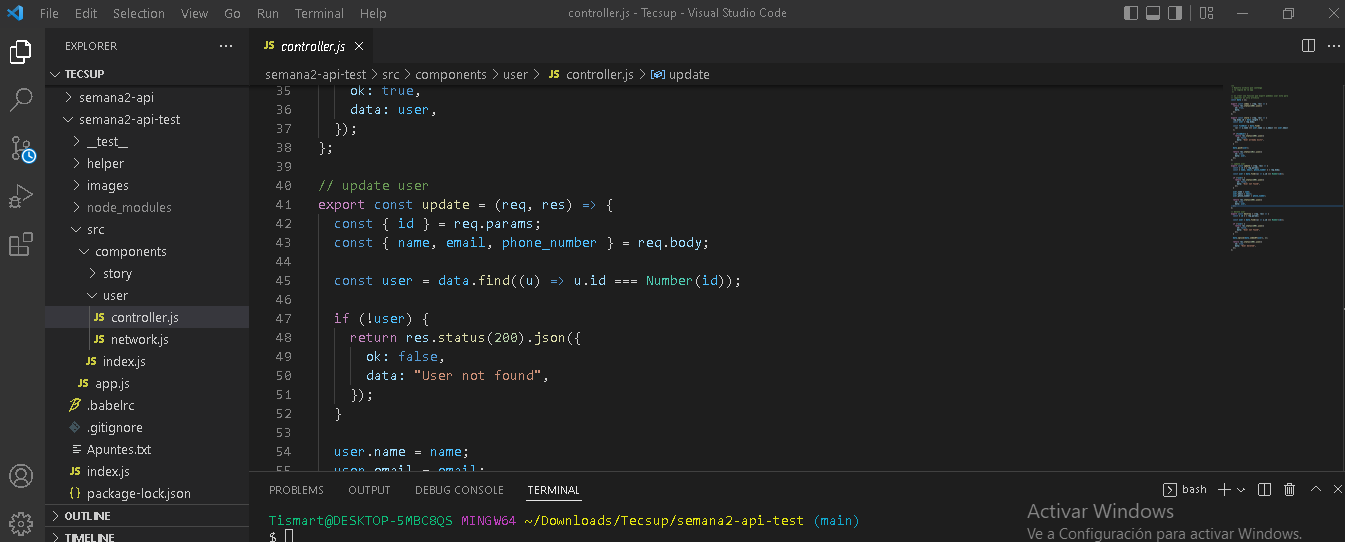 File Edit Selection View Go Run Terminal Help controller.js - Tecsup - Visual Studio Code
EXPLORER ...
TECSUP
semana2-api
semana2-api-test
__test__
helper
images
node_modules
src
components
story
user
JS controller.js
JS network.js
JS index.js
JS app.js
.babelrc
.gitignore
Apuntes.txt
JS index.js
{} package-lock.json
OUTLINE
TIMELINE
JS controller.js
semana2-api-test > src > components > user > JS controller.js > update
35 ok: true,
36 data: user,
37 });
38 };
39
40 // update user
41 export const update = (req, res) => {
42 const { id } = req.params;
43 const { name, email, phone_number } = req.body;
44
45 const user = data.find((u) => u.id === Number(id));
46
47 if (!user) {
48 return res.status(200).json({
49 ok: false,
50 data: "User not found",
51 });
52 }
53
54 user.name = name;
55 user.email = email;
PROBLEMS OUTPUT DEBUG CONSOLE TERMINAL bash
Tismart@DESKTOP-5MBC8QS MINGW64 ~/Downloads/Tecsup/semana2-api-test (main)
$
Activar Windows
Ve a Configuración para activar Windows.